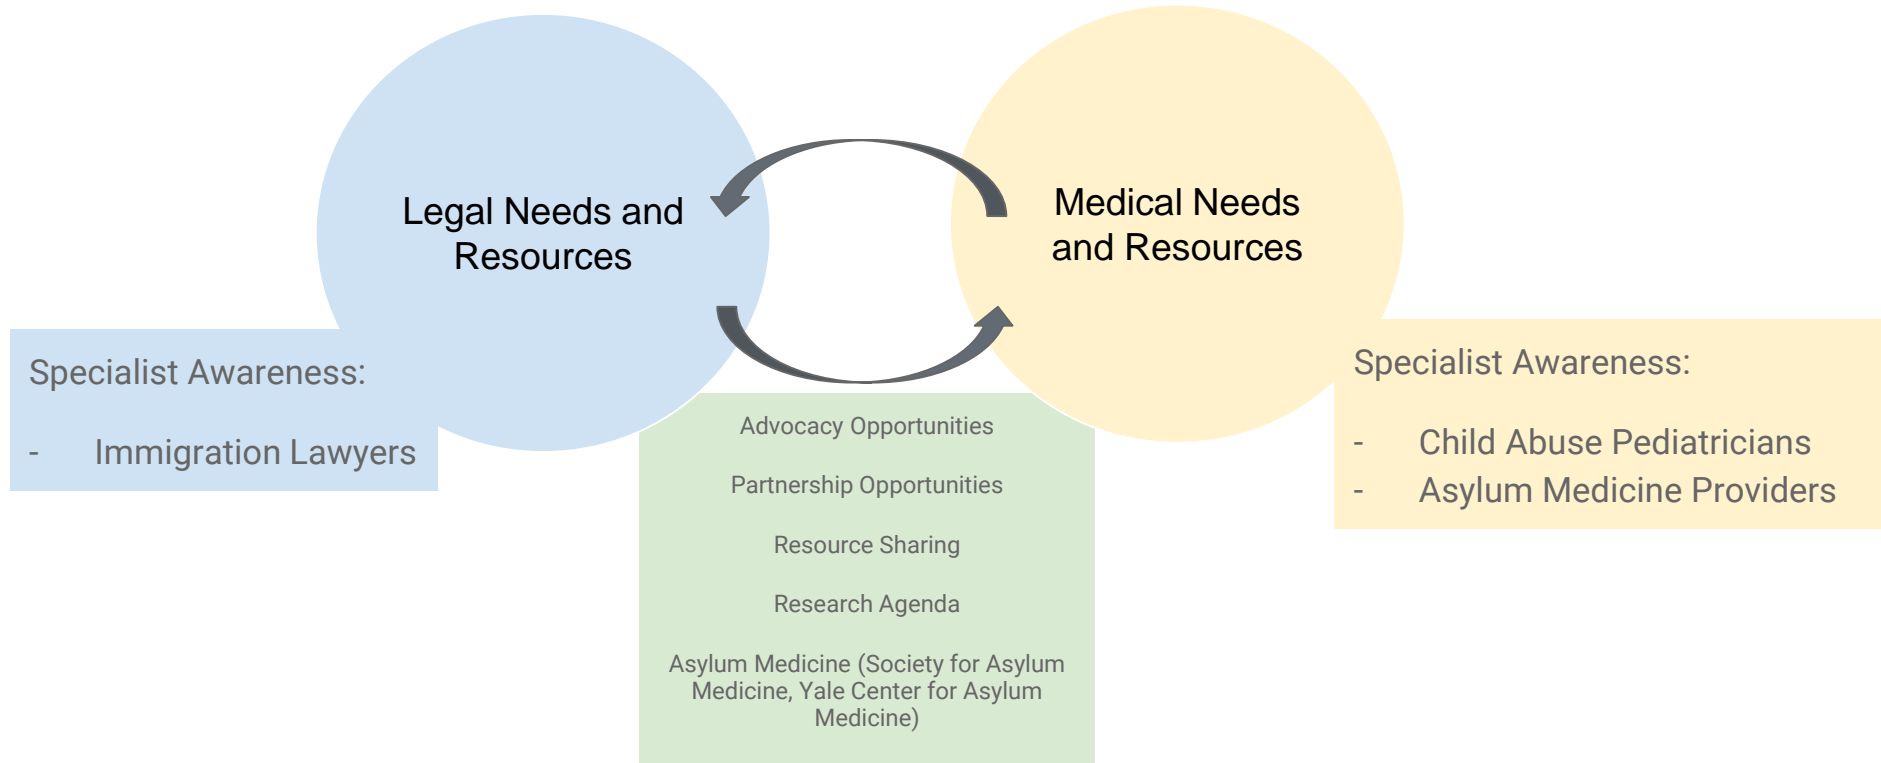 Legal Needs and
Resources
Medical Needs
and Resources
Specialist Awareness:
- Immigration Lawyers
Advocacy Opportunities
Partnership Opportunities
Resource Sharing
Research Agenda
Asylum Medicine (Society for Asylum
Medicine, Yale Center for Asylum
Medicine)
Specialist Awareness:
- Child Abuse Pediatricians
- Asylum Medicine Providers